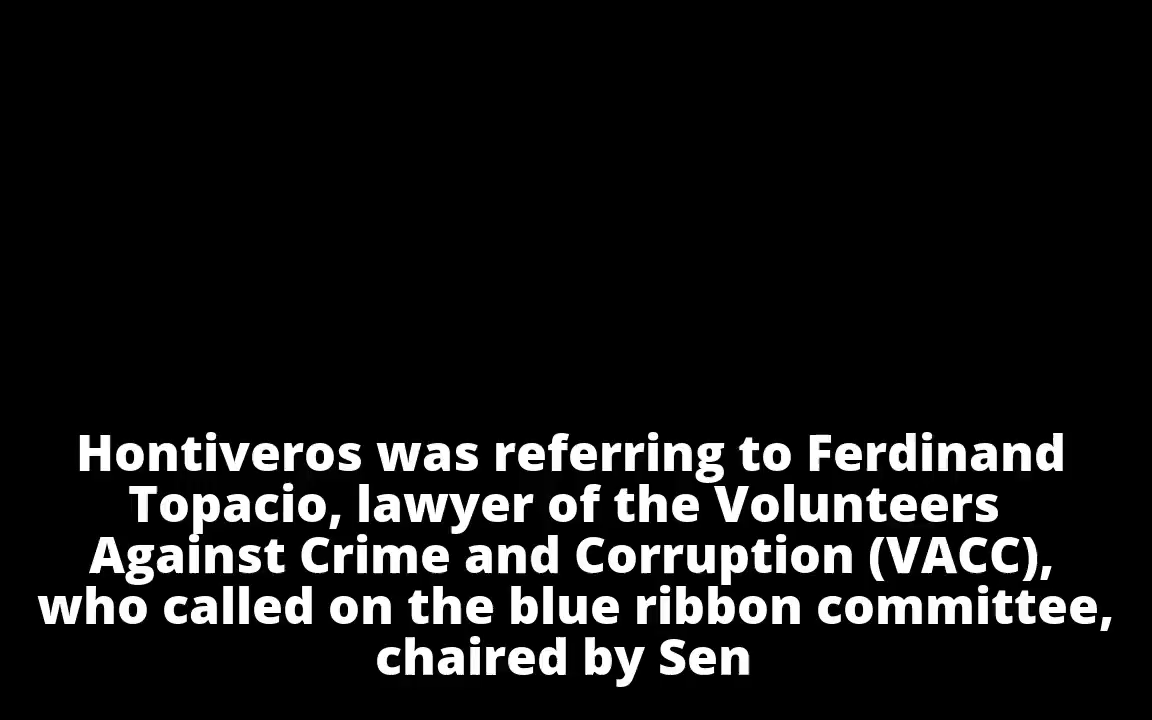 Hontiveros was referring to Ferdinand
Topacio, lawyer of the Volunteers
Against Crime and Corruption (VACC),
who called on the blue ribbon committee,
chaired by Sen